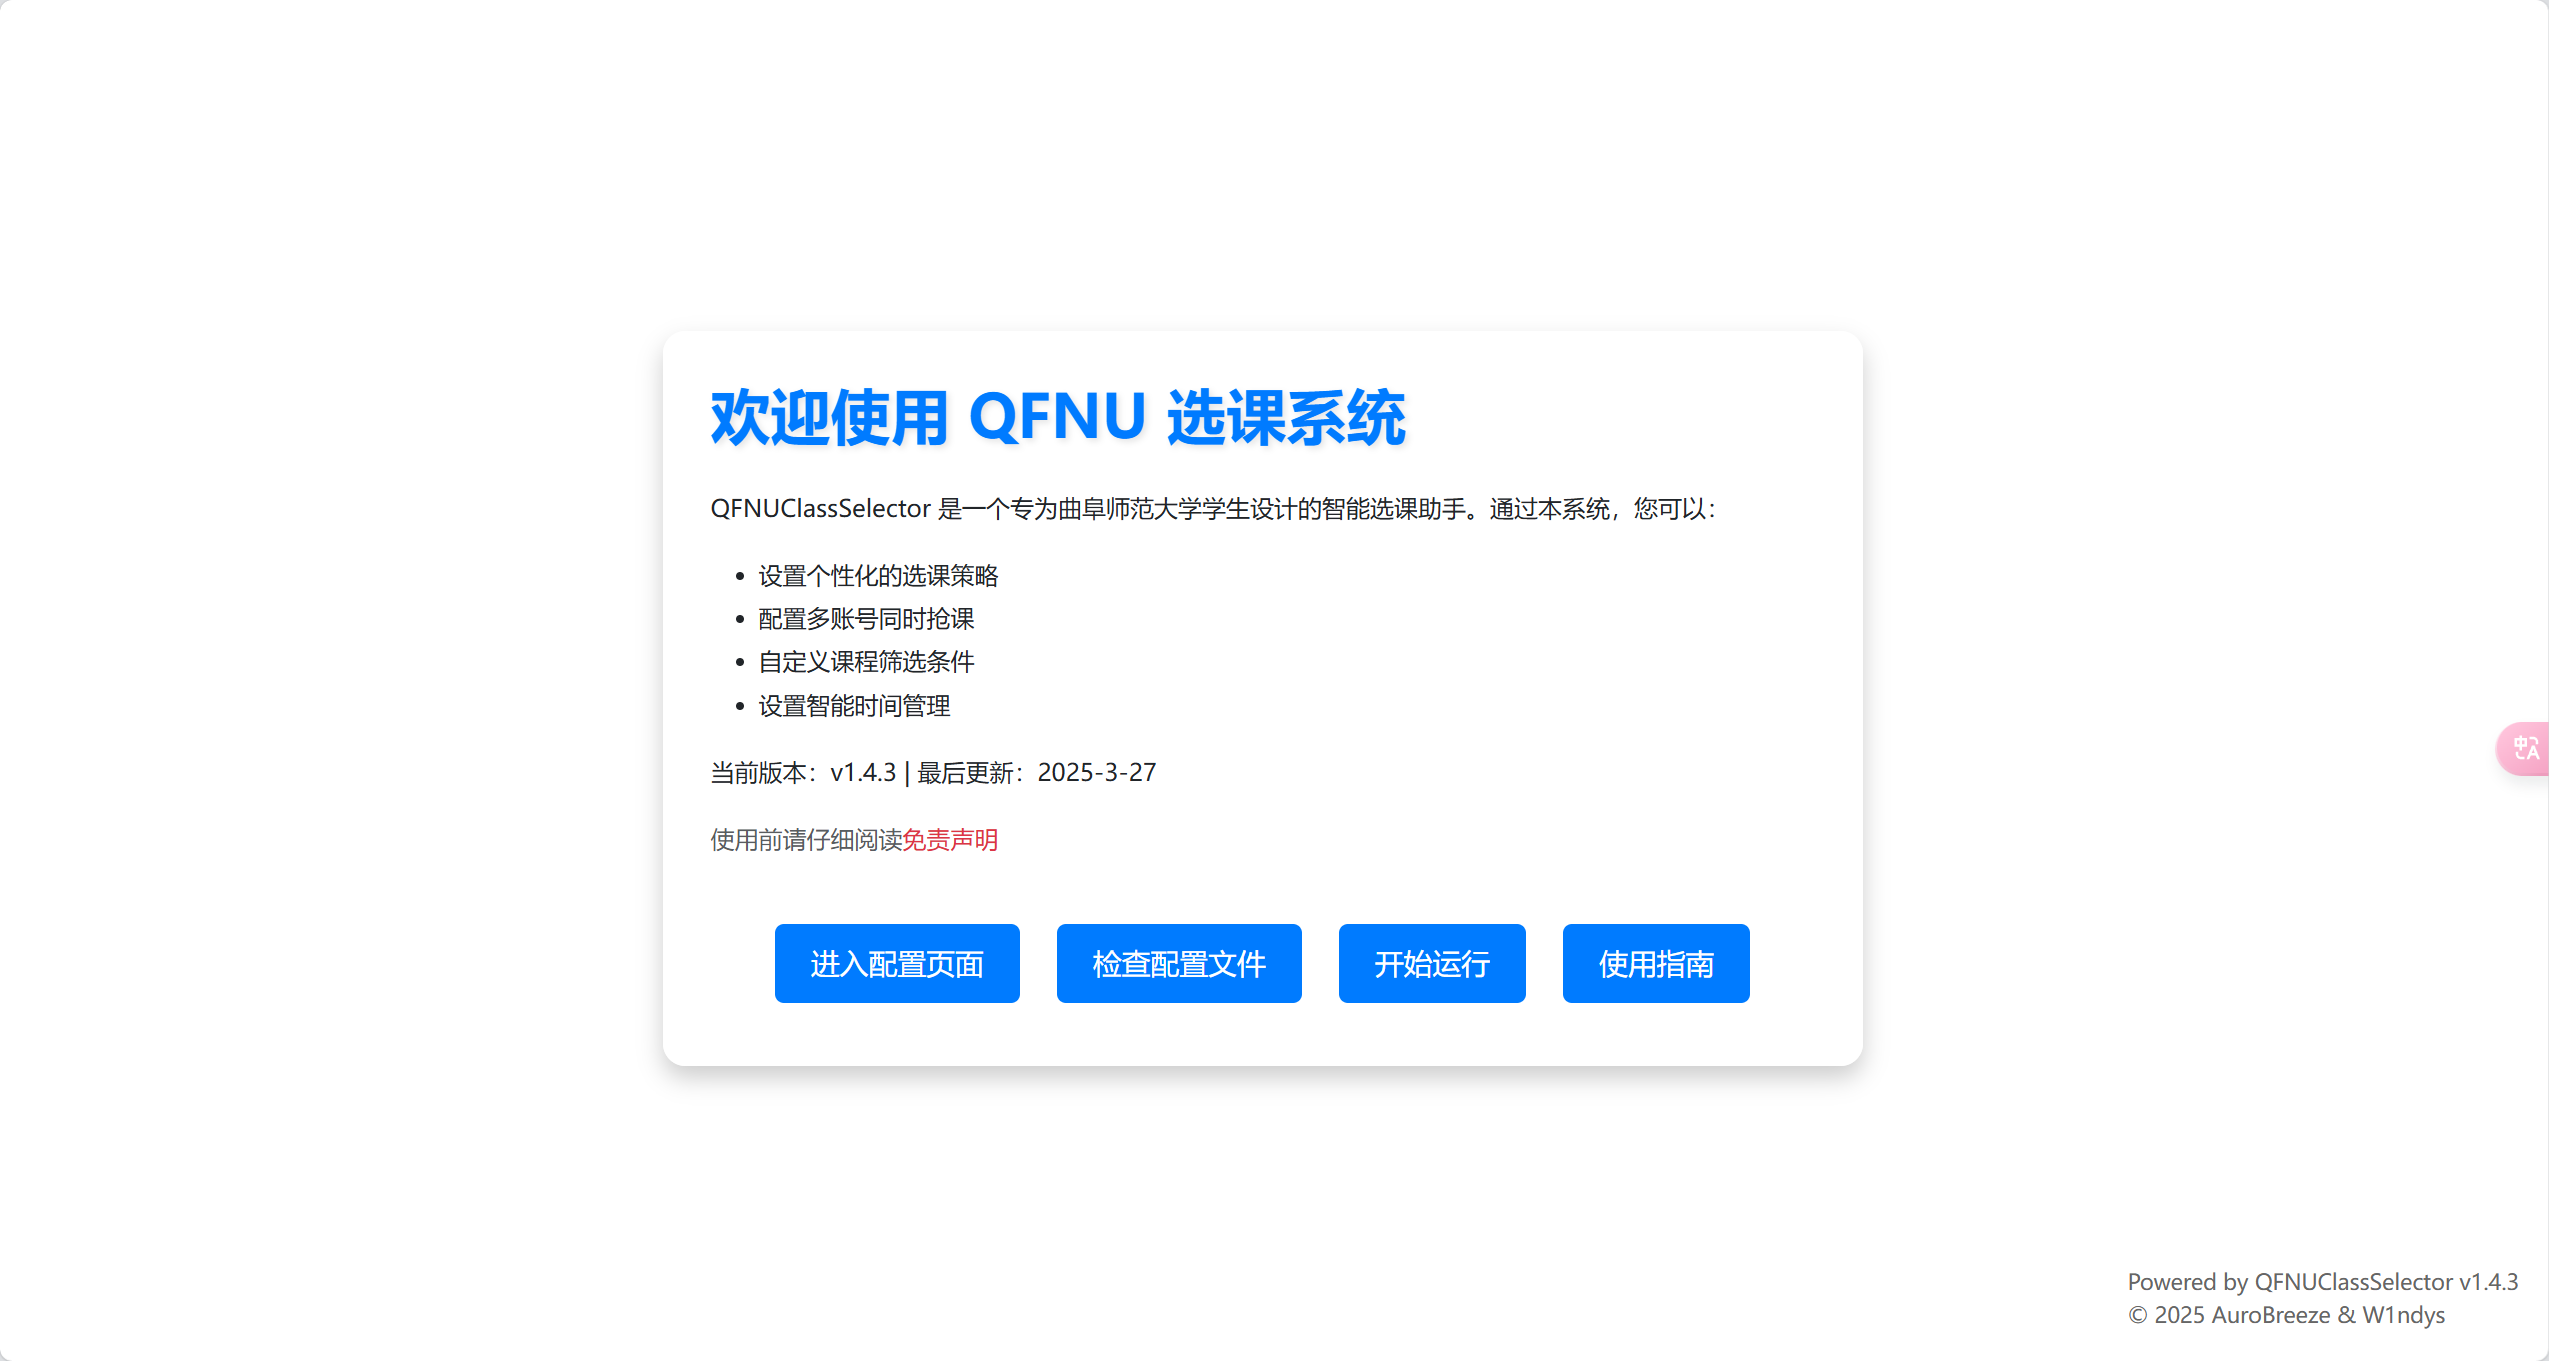 欢迎使用 QFNU 选课系统
QFNUClassSelector 是一个专为曲阜师范大学学生设计的智能选课助手。通过本系统，您可以：
• 设置个性化的选课策略
• 配置多账号同时抢课
• 自定义课程筛选条件
• 设置智能时间管理
当前版本：v1.4.3 | 最后更新：2025-3-27
使用前请仔细阅读免责声明
进入配置页面 检查配置文件 开始运行 使用指南
中A
Powered by QFNUClassSelector v1.4.3
© 2025 AuroBreeze & W1ndys